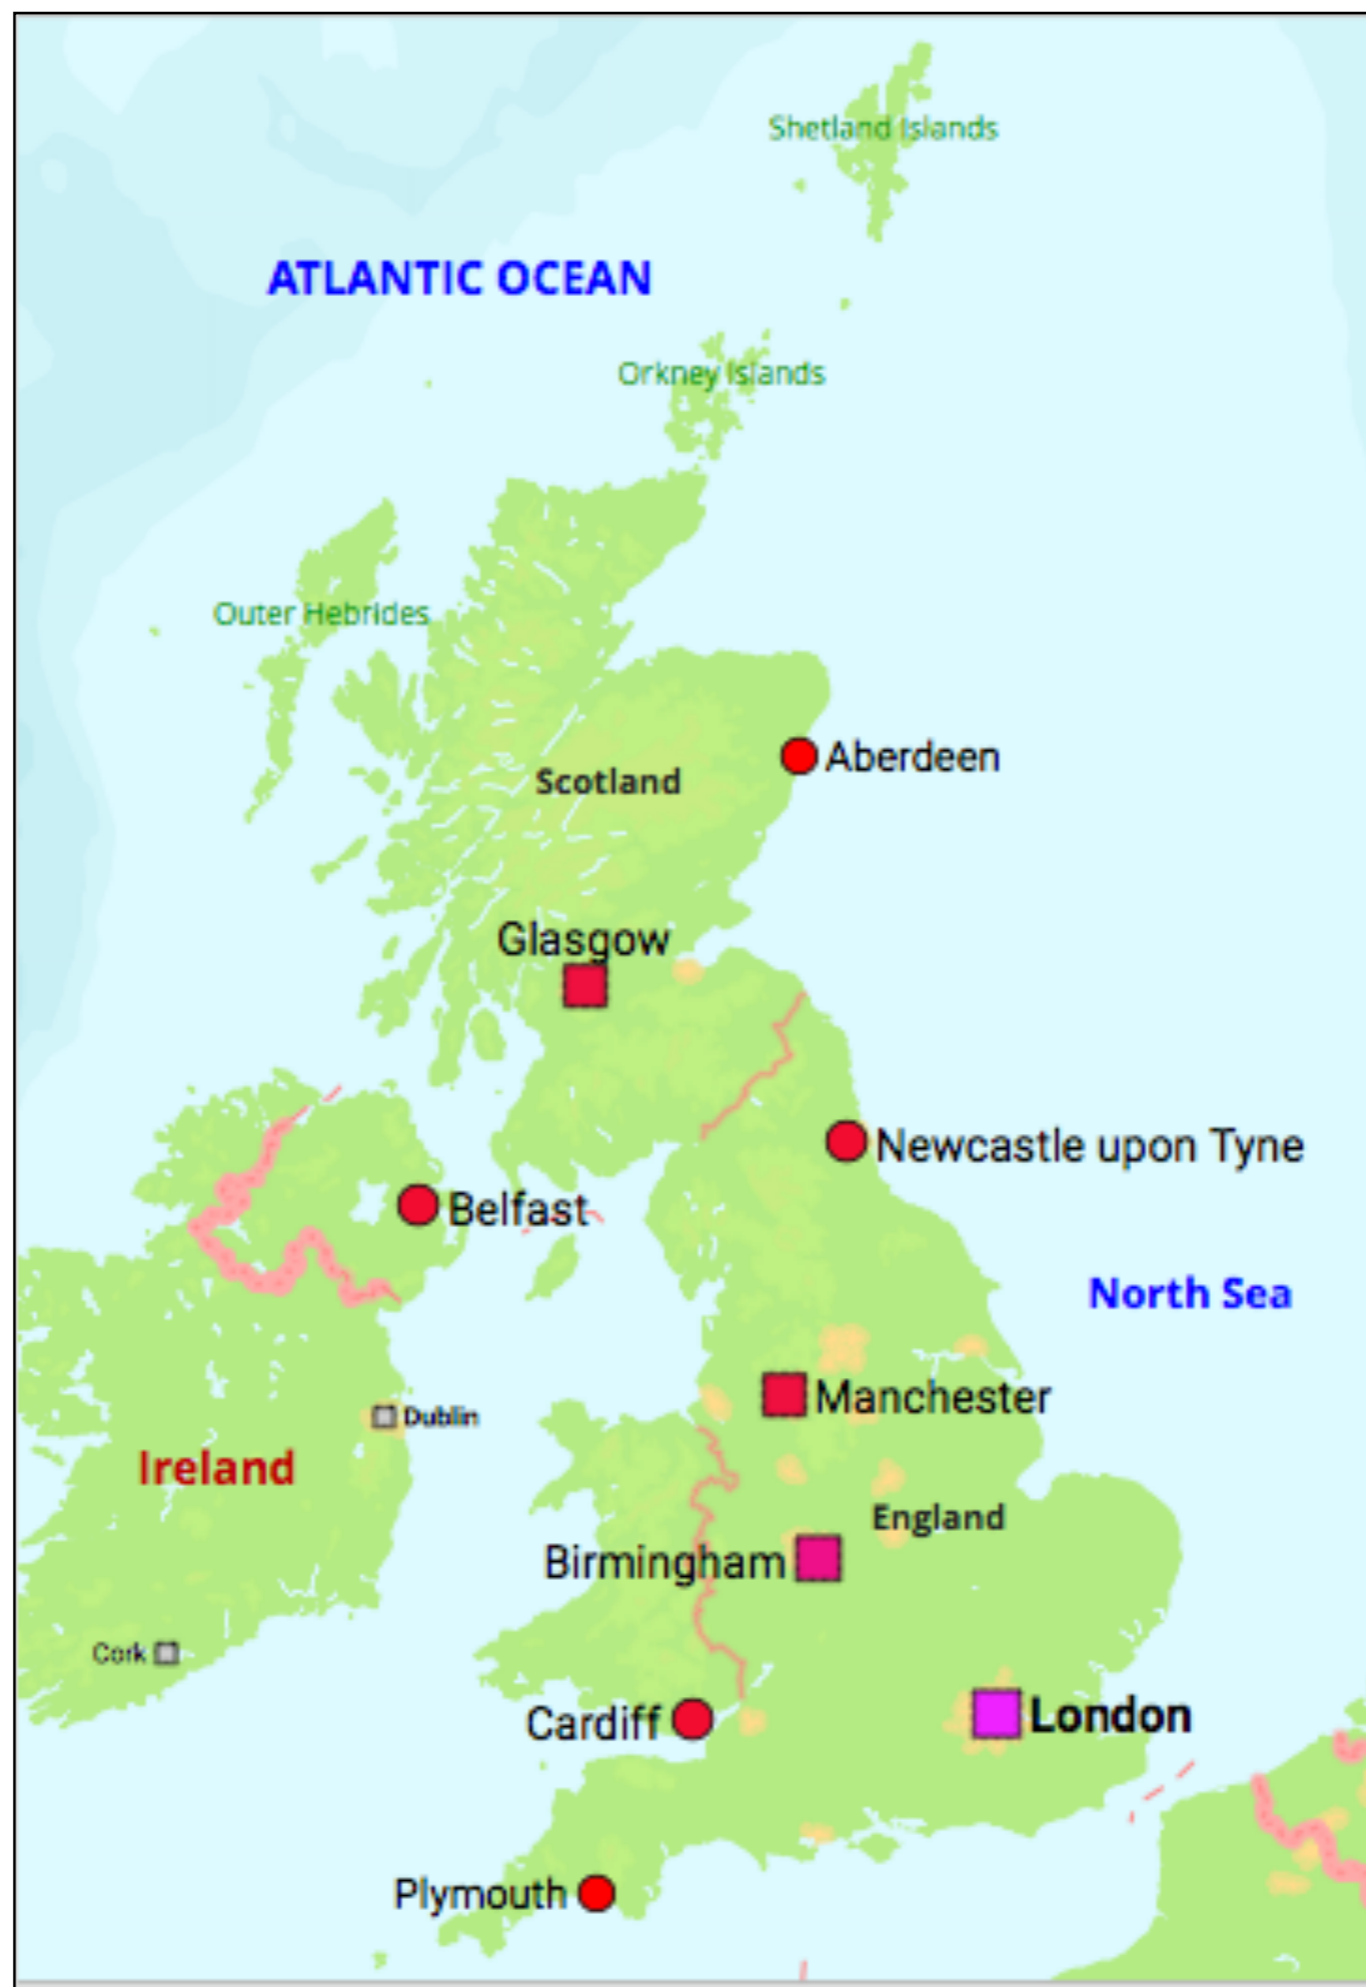 Shetland Islands
ATLANTIC OCEAN
Orkney Islands
Outer Hebrides
Aberdeen
Scotland
Glasgow
Newcastle upon Tyne
Belfast
North Sea
Manchester
Dublin
Ireland
England
Birmingham
Cork
London
Cardiff
Plymouth